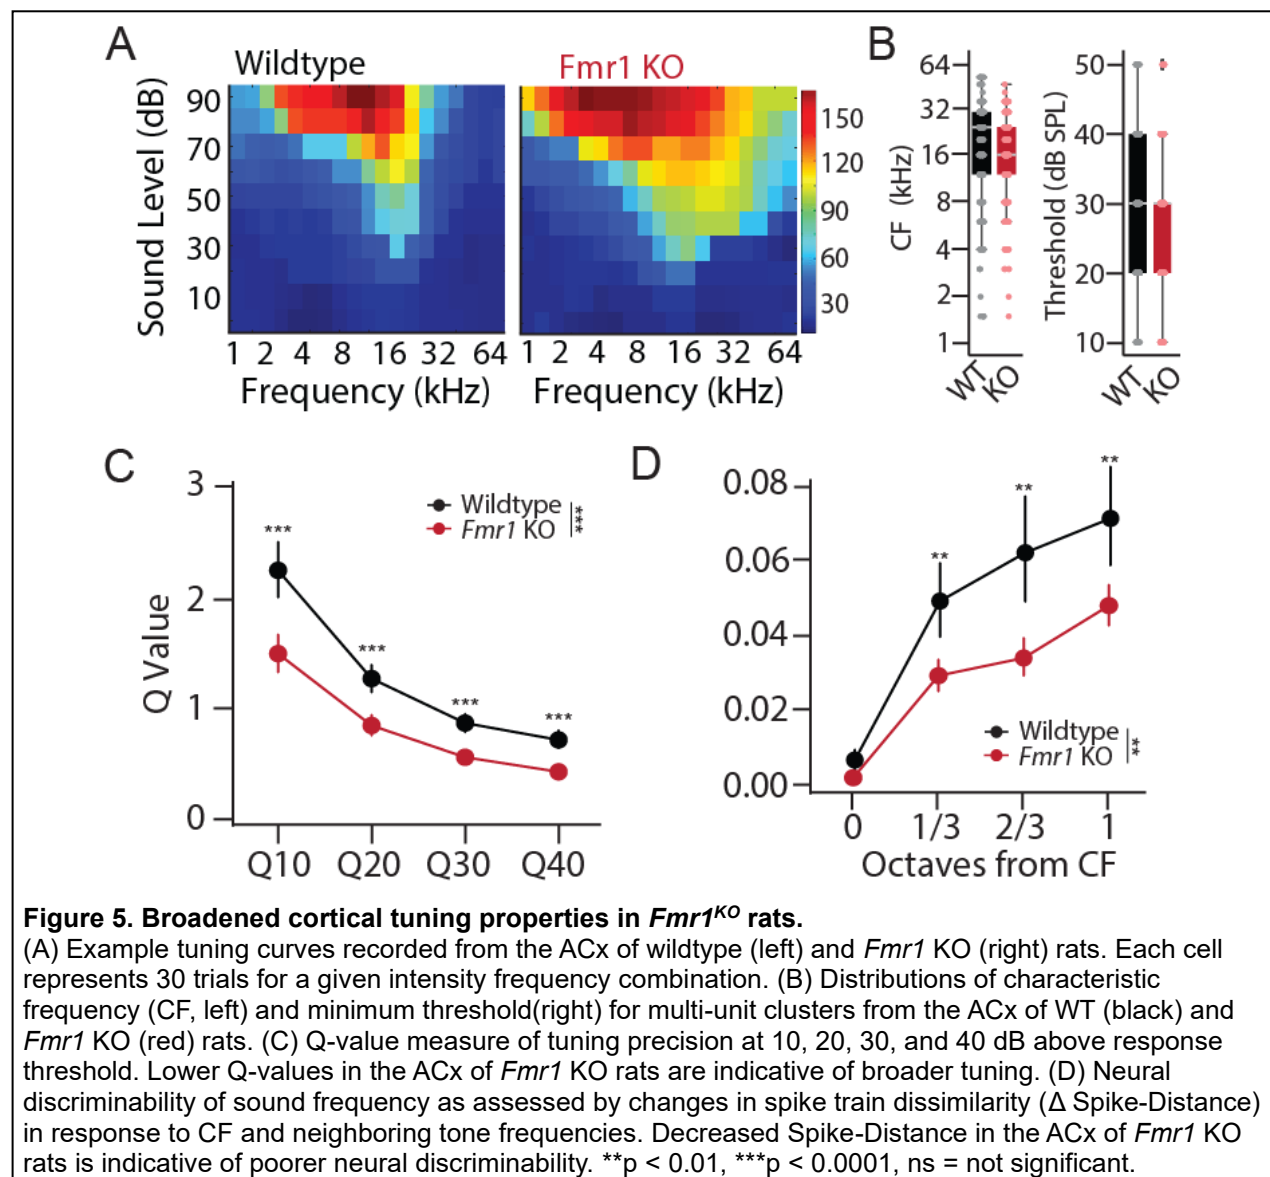 A
Wildtype
Fmr1 KO
Sound Level (dB)
90
70
50
30
10
1 2 4 8 16 32 64
Frequency (kHz)
1 2 4 8 16 32 64
Frequency (kHz)
150
120
90
60
30
B
CF (kHz)
64
32
16
8
4
2
1
WT
KO
Threshold (dB SPL)
50
40
30
20
10
WT
KO
C
Q Value
3
2
1
0
***
***
***
***
Wildtype
Fmr1 KO
***
Q10 Q20 Q30 Q40
D
0.08
0.06
0.04
0.02
0.00
**
**
**
Wildtype
Fmr1 KO
**
0 1/3 2/3 1
Octaves from CF
Figure 5. Broadened cortical tuning properties in Fmr1KO rats.
(A) Example tuning curves recorded from the ACx of wildtype (left) and Fmr1 KO (right) rats. Each cell
represents 30 trials for a given intensity frequency combination. (B) Distributions of characteristic
frequency (CF, left) and minimum threshold(right) for multi-unit clusters from the ACx of WT (black) and
Fmr1 KO (red) rats. (C) Q-value measure of tuning precision at 10, 20, 30, and 40 dB above response
threshold. Lower Q-values in the ACx of Fmr1 KO rats are indicative of broader tuning. (D) Neural
discriminability of sound frequency as assessed by changes in spike train dissimilarity (Δ Spike-Distance)
in response to CF and neighboring tone frequencies. Decreased Spike-Distance in the ACx of Fmr1 KO
rats is indicative of poorer neural discriminability. **p < 0.01, ***p < 0.0001, ns = not significant.